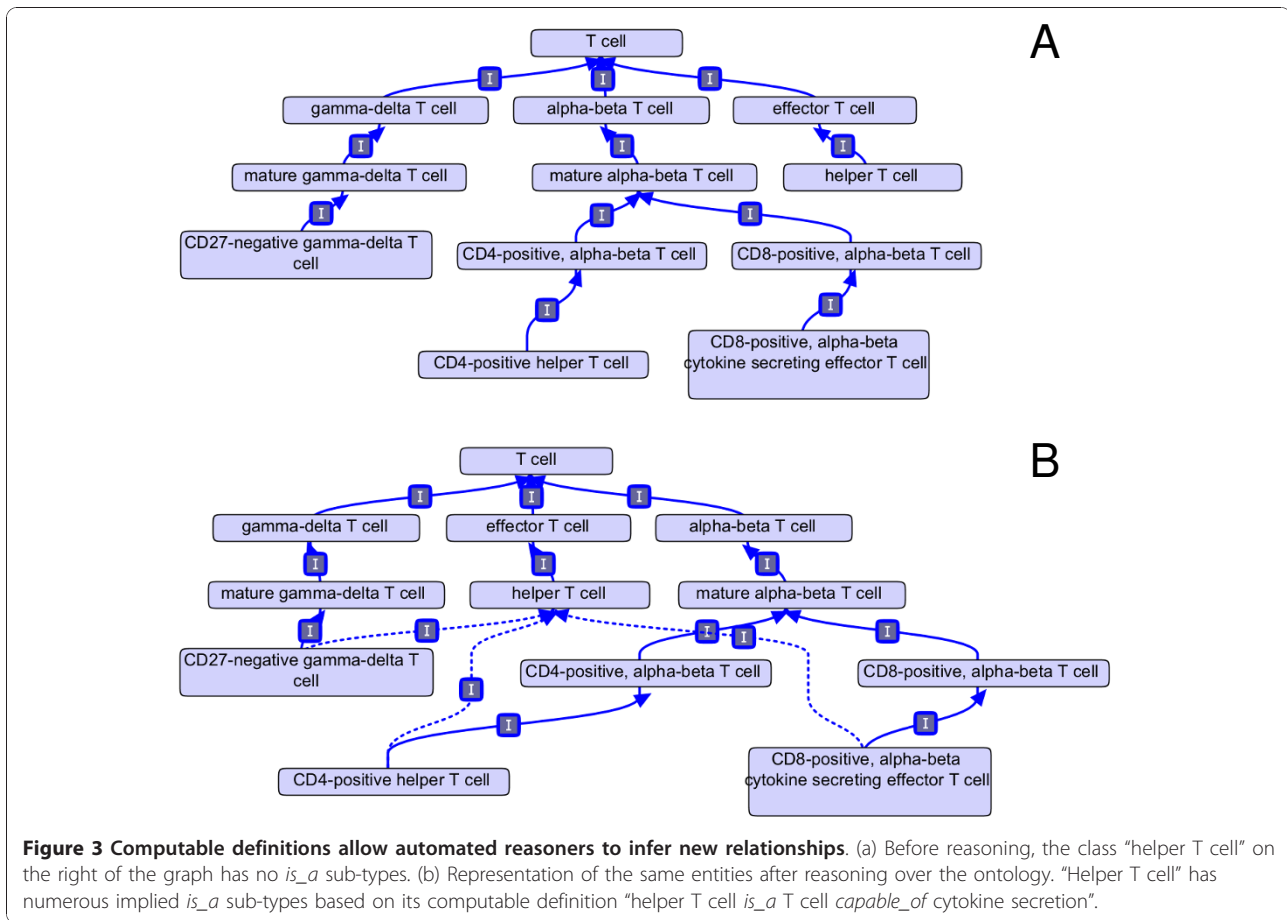 A
T cell
I
I
I
gamma-delta T cell
alpha-beta T cell
effector T cell
I
I
I
mature gamma-delta T cell
mature alpha-beta T cell
helper T cell
I
I
I
CD27-negative gamma-delta T
cell
CD4-positive, alpha-beta T cell
CD8-positive, alpha-beta T cell
I
I
CD4-positive helper T cell
CD8-positive, alpha-beta
cytokine secreting effector T cell
B
T cell
I
I
I
gamma-delta T cell
effector T cell
alpha-beta T cell
I
I
I
mature gamma-delta T cell
helper T cell
mature alpha-beta T cell
I
I
I
I
I
CD27-negative gamma-delta T
cell
CD4-positive, alpha-beta T cell
CD8-positive, alpha-beta T cell
I
I
I
CD4-positive helper T cell
CD8-positive, alpha-beta
cytokine secreting effector T cell
Figure 3 Computable definitions allow automated reasoners to infer new relationships. (a) Before reasoning, the class “helper T cell” on
the right of the graph has no is_a sub-types. (b) Representation of the same entities after reasoning over the ontology. “Helper T cell” has
numerous implied is_a sub-types based on its computable definition “helper T cell is_a T cell capable_of cytokine secretion”.